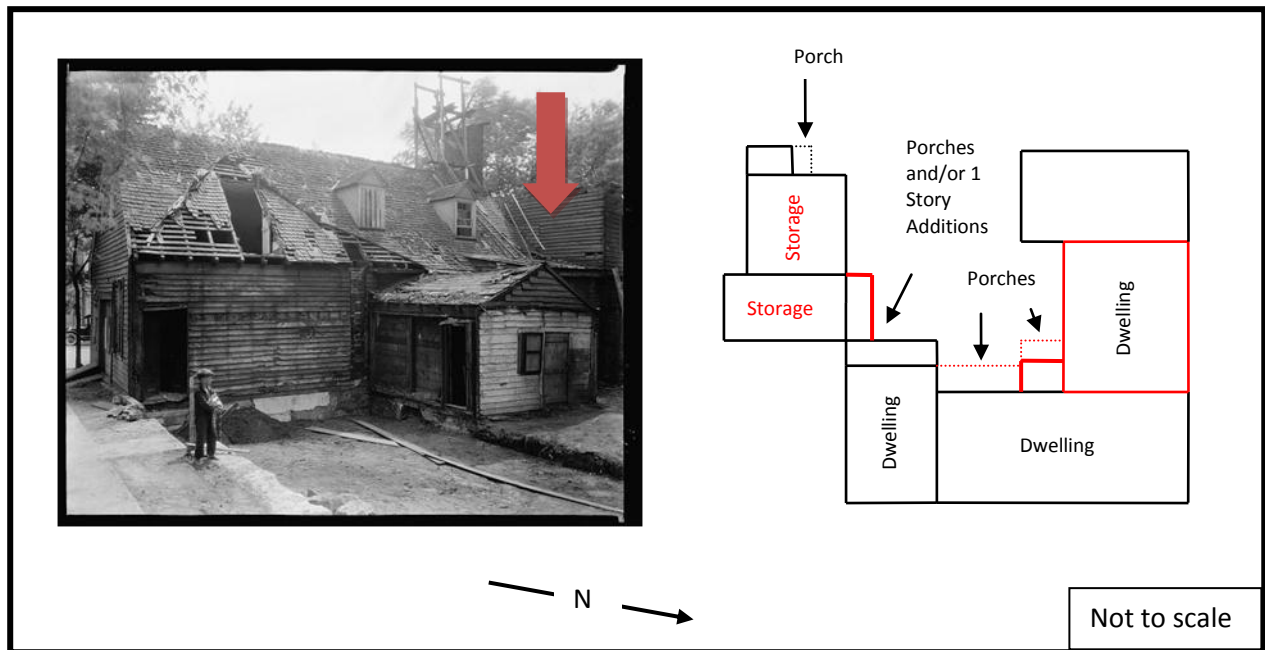 Porch
Porches
and/or 1
Story
Additions
Storage
Storage
Porches
Dwelling
Dwelling
Dwelling
N
Not to scale